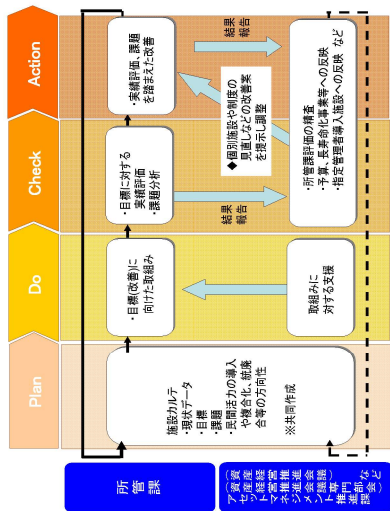 Plan
Do
Check
Action
所管課
施設カルテ
・現状データ
・目標
・課題
・民間活力の導入
や複合化、統廃
合等の方向性
※共同作成
・目標(改善)に
向けた取組み
・目標に対する
実績評価
・課題分析
・実績評価、課題
を踏まえた改善
結果
報告
結果
報告
◆個別施設や制度の
見直しなどの改善案
を提示し調整
取組みに
対する支援
・所管課評価の精査
・予算、長寿命化事業等への反映
・指定管理者導入施設への反映 など
資産経営推進会議
アセットマネジメント推進課